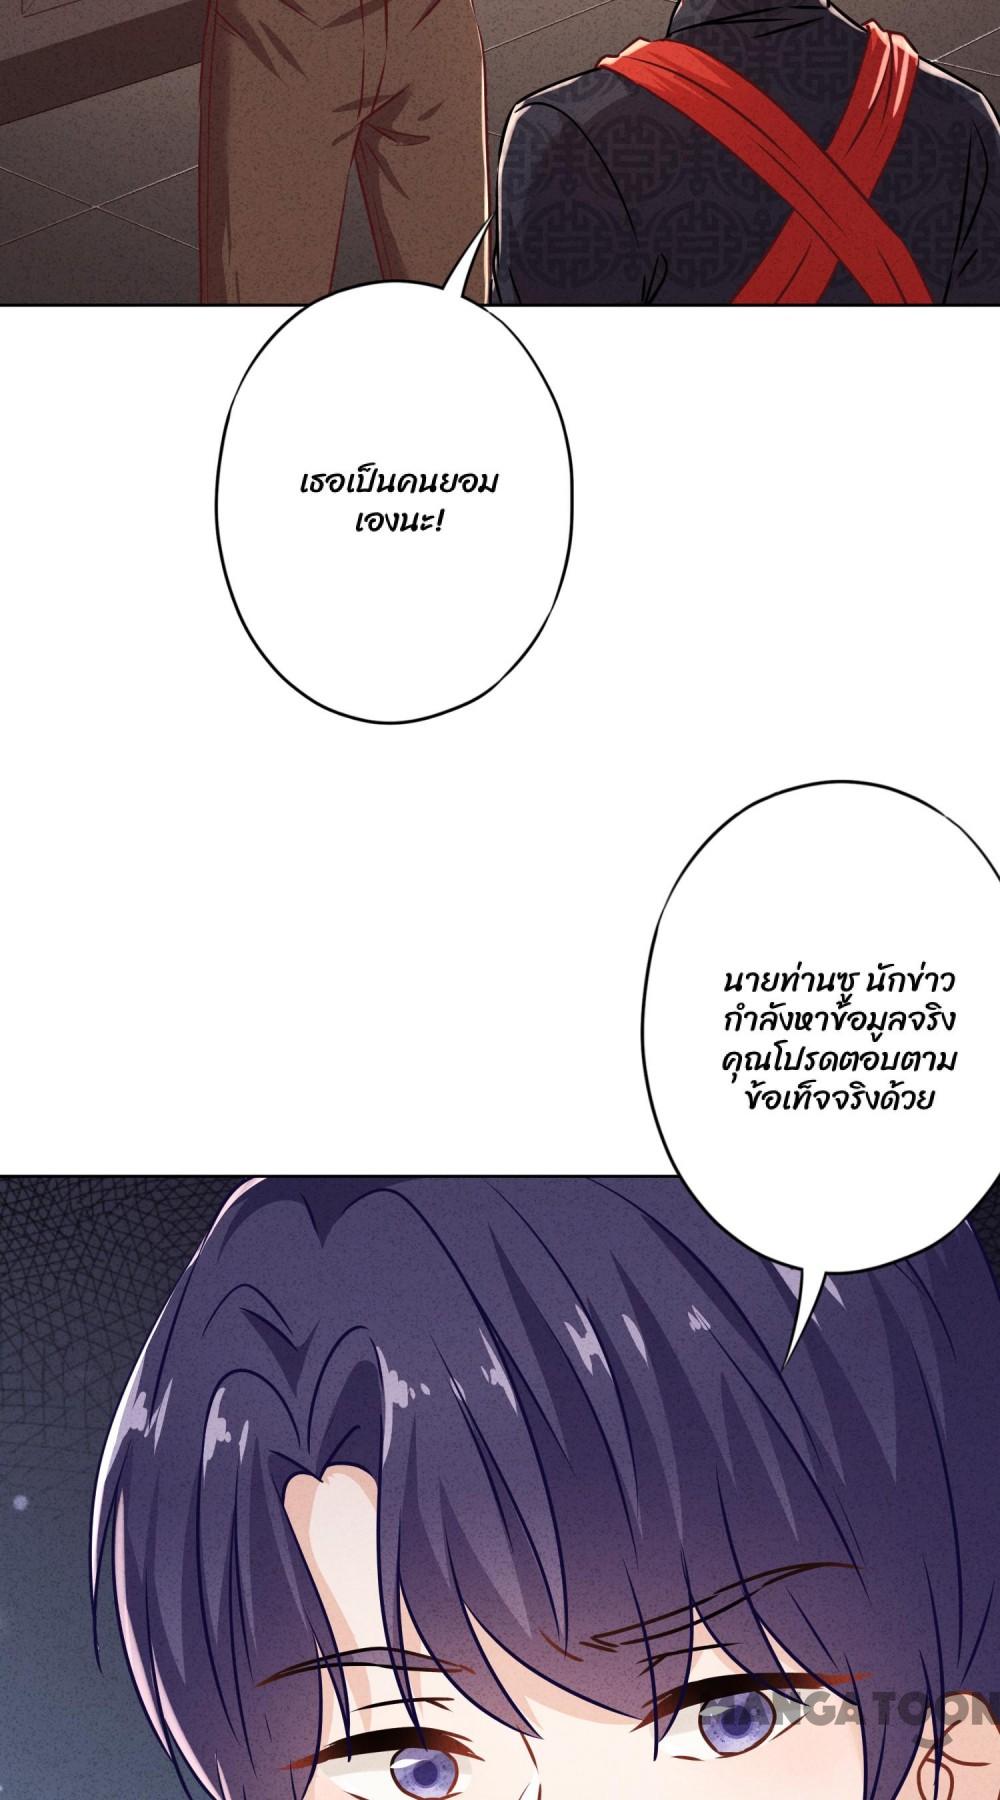 เธอเป็นคนยอม
เองนะ!
นายท่านซู นักข่าว
กำลังหาข้อมูลจริง
คุณโปรดตอบตาม
ข้อเท็จจริงด้วย
MANGATOON